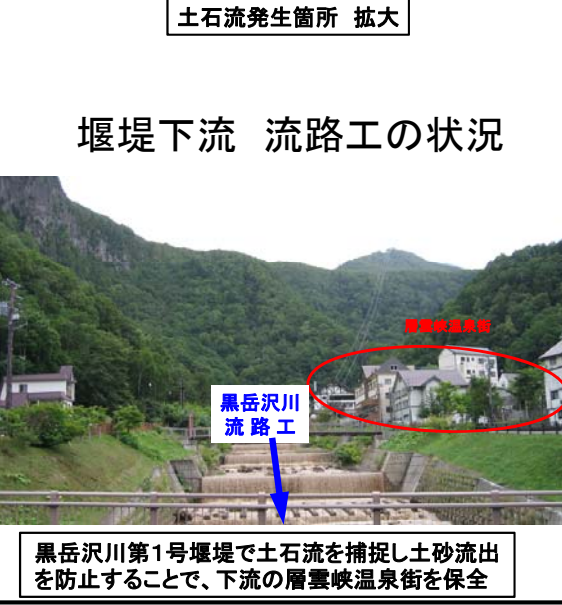 土石流発生箇所 拡大
堰堤下流 流路工の状況
層雲峡温泉街
黒岳沢川
流路工
黒岳沢川第1号堰堤で土石流を捕捉し土砂流出
を防止することで、下流の層雲峡温泉街を保全